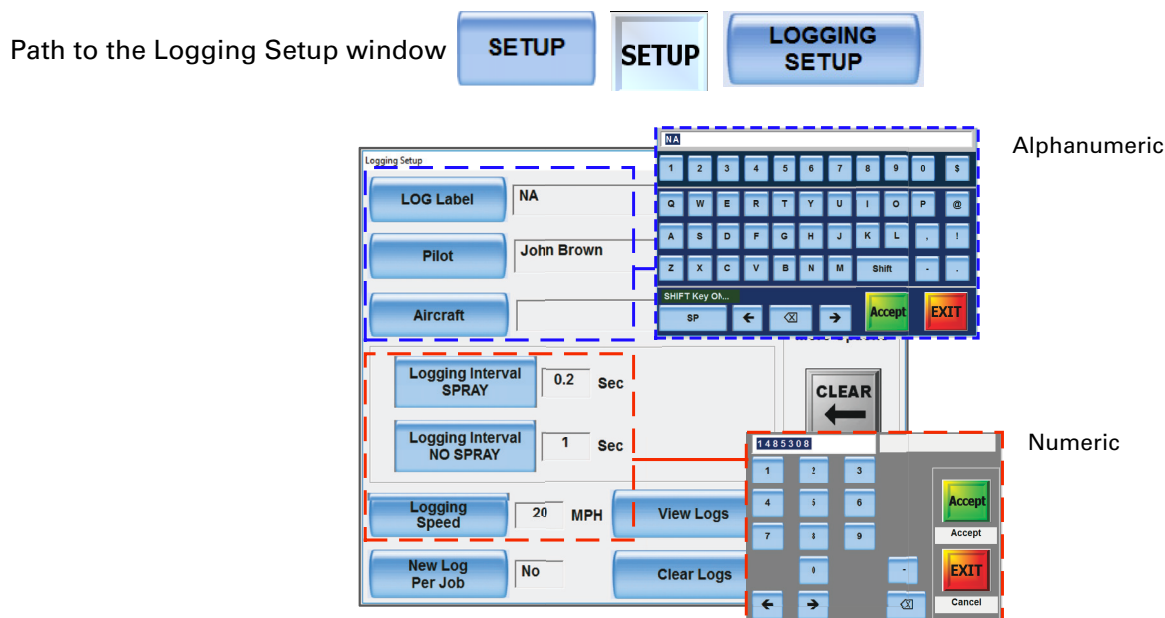 Path to the Logging Setup window
SETUP
SETUP
LOGGING
SETUP
Alphanumeric
NA
1 2 3 4 5 6 7 8 9 0 $
Q W E R T Y U I O P @
A S D F G H J K L , !
Z X C V B N M Shift - .
SHIFT Key ON...
SP
Accept
EXIT
Logging Setup
LOG Label
NA
Pilot
John Brown
Aircraft
Logging Interval
SPRAY
0.2
Sec
CLEAR
Logging Interval
NO SPRAY
1
Sec
Numeric
1485308
1 2 3
4 5 6
7 8 9
0 -
Accept
Accept
EXIT
Cancel
Logging
Speed
20
MPH
View Logs
New Log
Per Job
No
Clear Logs